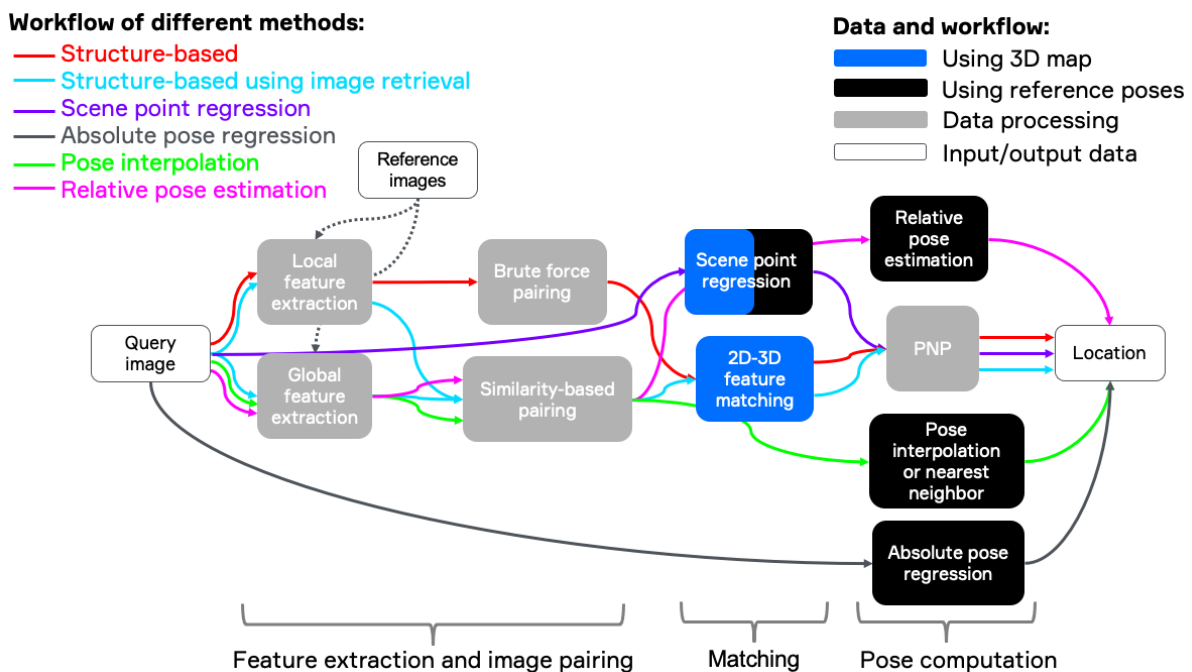 Workflow of different methods:
Structure-based
Structure-based using image retrieval
Scene point regression
Absolute pose regression
Pose interpolation
Relative pose estimation
Data and workflow:
Using 3D map
Using reference poses
Data processing
Input/output data
Reference
images
Query
image
Local
feature
extraction
Global
feature
extraction
Brute force
pairing
Similarity-based
pairing
Scene point
regression
2D-3D
feature
matching
Relative
pose
estimation
PNP
Pose
interpolation
or nearest
neighbor
Absolute pose
regression
Location
Feature extraction and image pairing
Matching
Pose computation